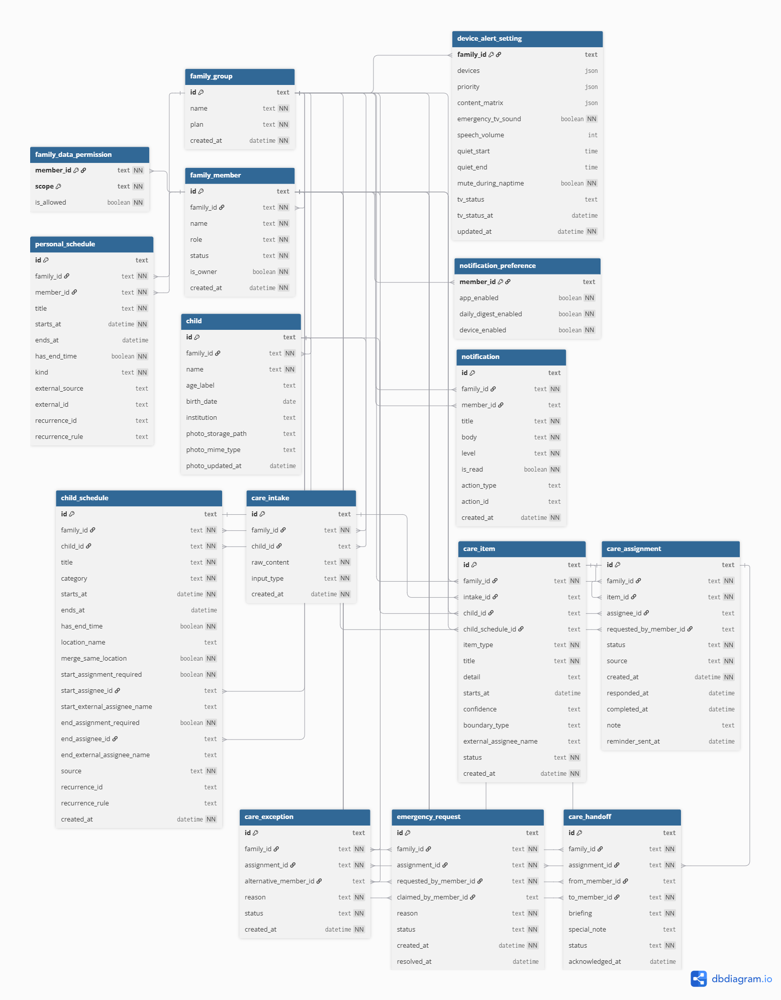 device_alert_setting
family_id text
devices json
priority json
content_matrix json
emergency_tv_sound boolean NN
speech_volume int
quiet_start time
quiet_end time
mute_during_naptime boolean NN
tv_status text
tv_status_at datetime
updated_at datetime NN
family_group
id text
name text NN
plan text NN
created_at datetime NN
family_data_permission
member_id text NN
scope text NN
is_allowed boolean NN
family_member
id text
family_id text NN
name text NN
role text NN
status text NN
is_owner boolean NN
created_at datetime NN
personal_schedule
id text
family_id text NN
member_id text NN
title text NN
starts_at datetime NN
ends_at datetime
has_end_time boolean NN
kind text NN
external_source text
external_id text
recurrence_id text
recurrence_rule text
notification_preference
member_id text
app_enabled boolean NN
daily_digest_enabled boolean NN
device_enabled boolean NN
child
id text
family_id text NN
name text NN
age_label text
birth_date date
institution text
photo_storage_path text
photo_mime_type text
photo_updated_at datetime
notification
id text
family_id text NN
member_id text
title text NN
body text NN
level text NN
is_read boolean NN
action_type text
action_id text
created_at datetime NN
child_schedule
id text
family_id text NN
child_id text NN
title text NN
category text NN
starts_at datetime NN
ends_at datetime
has_end_time boolean NN
location_name text
merge_same_location boolean NN
start_assignment_required boolean NN
start_assignee_id text
start_external_assignee_name text
end_assignment_required boolean NN
end_assignee_id text
end_external_assignee_name text
source text NN
recurrence_id text
recurrence_rule text
created_at datetime NN
care_intake
id text
family_id text NN
child_id text
raw_content text NN
input_type text NN
created_at datetime NN
care_item
id text
family_id text NN
intake_id text
child_id text
child_schedule_id text
item_type text NN
title text NN
detail text
starts_at datetime
confidence text
boundary_type text
external_assignee_name text
status text NN
created_at datetime NN
care_assignment
id text
family_id text NN
item_id text NN
assignee_id text
requested_by_member_id text
status text NN
source text NN
created_at datetime NN
responded_at datetime
completed_at datetime
note text
reminder_sent_at datetime
care_exception
id text
family_id text NN
assignment_id text NN
alternative_member_id text
reason text NN
status text NN
created_at datetime NN
emergency_request
id text
family_id text NN
assignment_id text NN
requested_by_member_id text NN
claimed_by_member_id text
reason text NN
status text NN
created_at datetime NN
resolved_at datetime
care_handoff
id text
family_id text NN
assignment_id text NN
from_member_id text
to_member_id text NN
briefing text NN
special_note text
status text NN
acknowledged_at datetime
dbdiagram.io